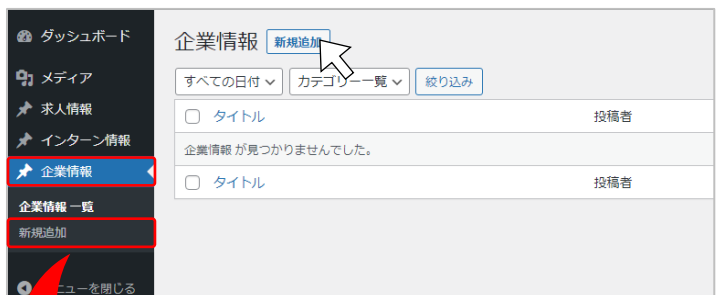 ダッシュボード
メディア
求人情報
インターン情報
企業情報
企業情報 一覧
新規追加
ューを閉じる
企業情報 新規追加
すべての日付 カテゴリー一覧 絞り込み
タイトル 投稿者
企業情報 が見つかりませんでした。
タイトル 投稿者